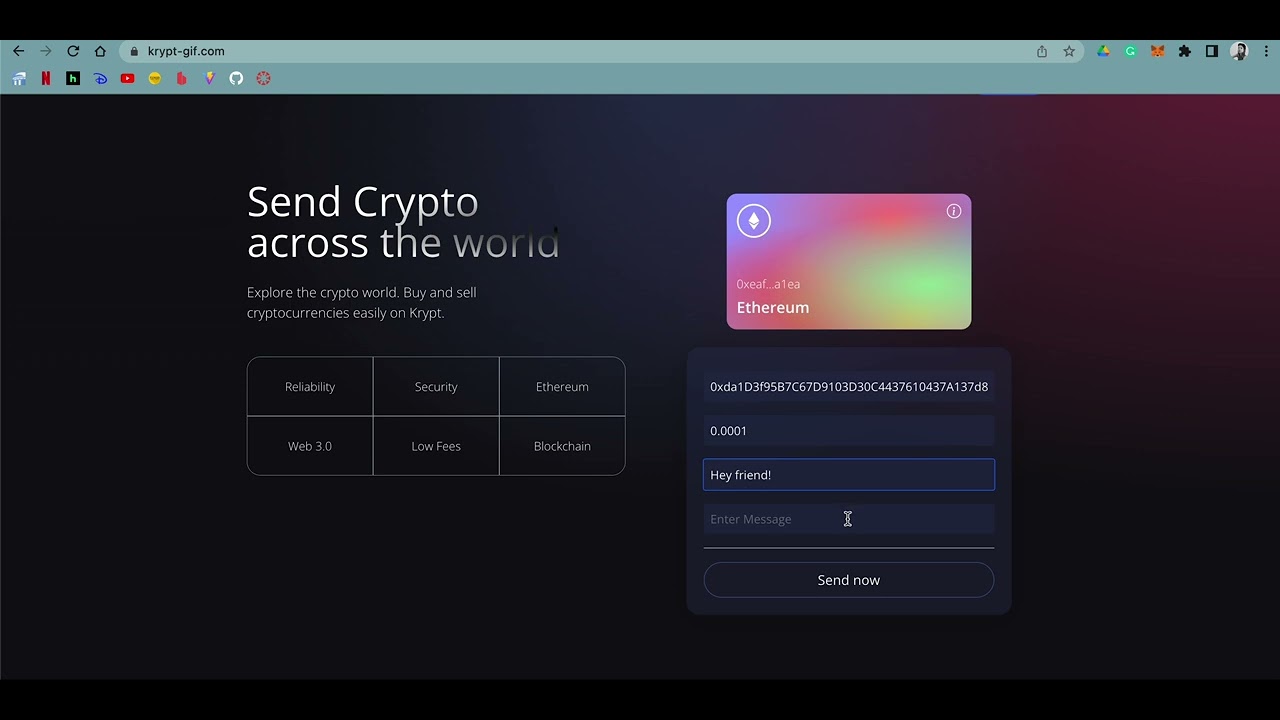 krypt-gif.com
Send Crypto
across the world
Explore the crypto world. Buy and sell
cryptocurrencies easily on Krypt.
Reliability
Security
Ethereum
Web 3.0
Low Fees
Blockchain
0xeaf...a1ea
Ethereum
0xda1D3f95B7C67D9103D30C4437610437A137d8
0.0001
Hey friend!
Enter Message
Send now